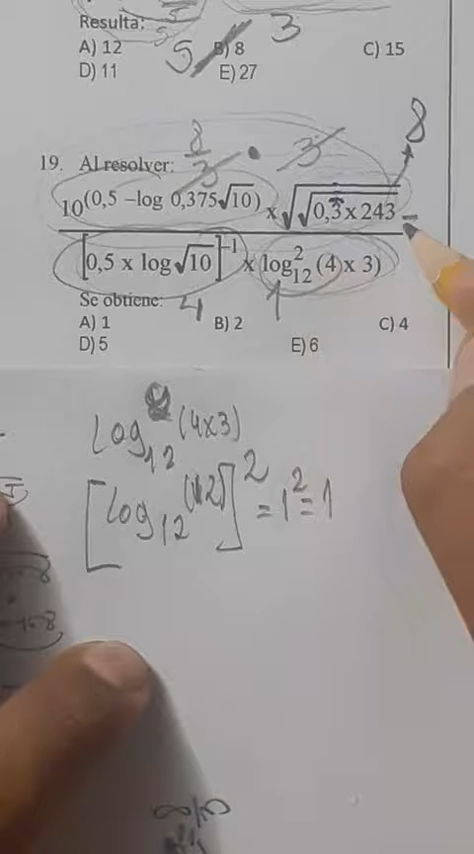 Resulta:
3
A) 12 5 B) 8 C) 15
D) 11 E) 27
8
8/3 • 3
19. Al resolver:
10^(0,5 –log 0,375√10) x √√0,3 x 243 =
[0,5 x log√10]^-1 x log²₁₂ (4)x 3)
Se obtiene: 4 1
A) 1 B) 2 C) 4
D) 5 E) 6
log₁₂ (4x3)
[log₁₂(12)]² = 1² = 1